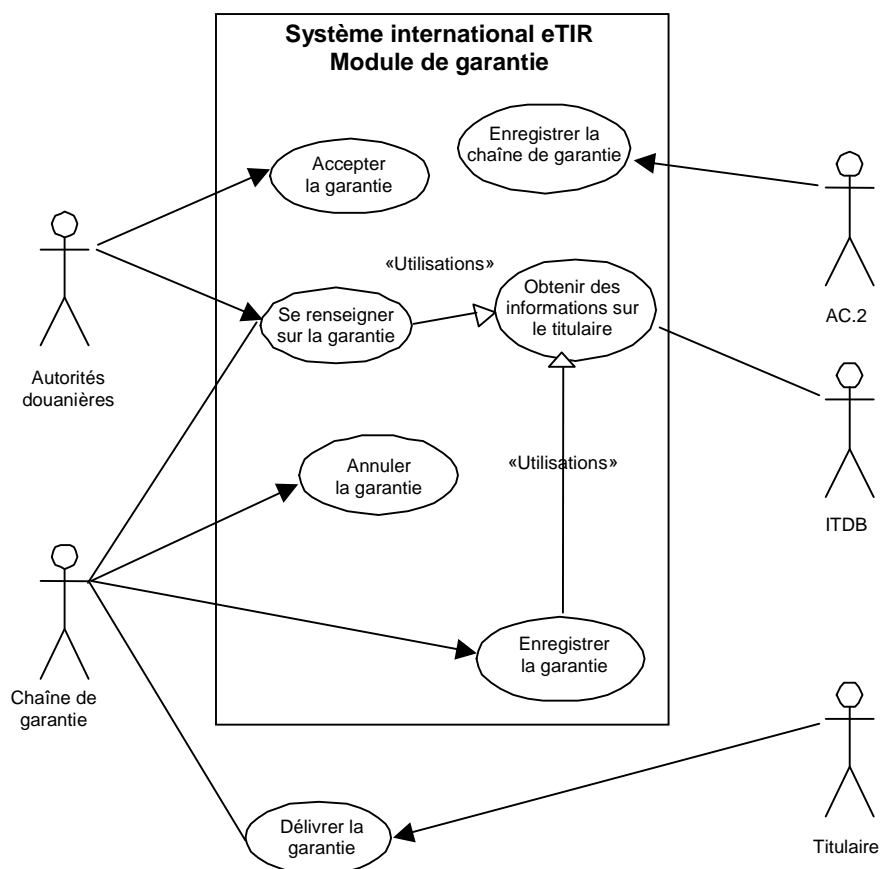 Système international eTIR
Module de garantie
Enregistrer la
chaîne de garantie
Accepter
la garantie
«Utilisations»
Obtenir des
informations sur
le titulaire
Se renseigner
sur la garantie
AC.2
Autorités
douanières
Annuler
la garantie
«Utilisations»
ITDB
Enregistrer
la garantie
Chaîne de
garantie
Délivrer la
garantie
Titulaire